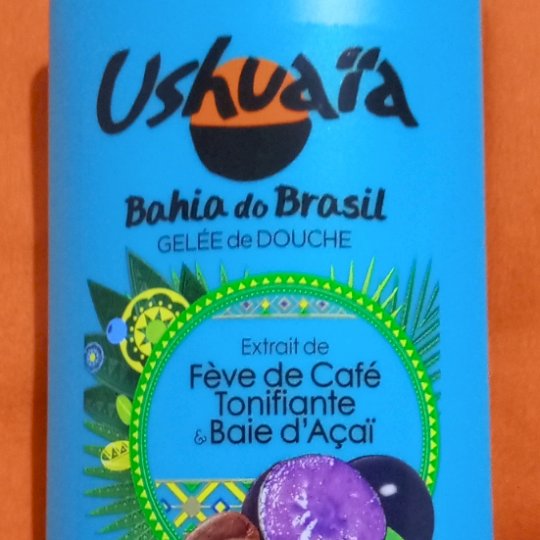 Ushuaïa
Bahia do Brasil
GELÉE de DOUCHE
Extrait de
Fève de Café
Tonifiante
& Baie d'Açaï